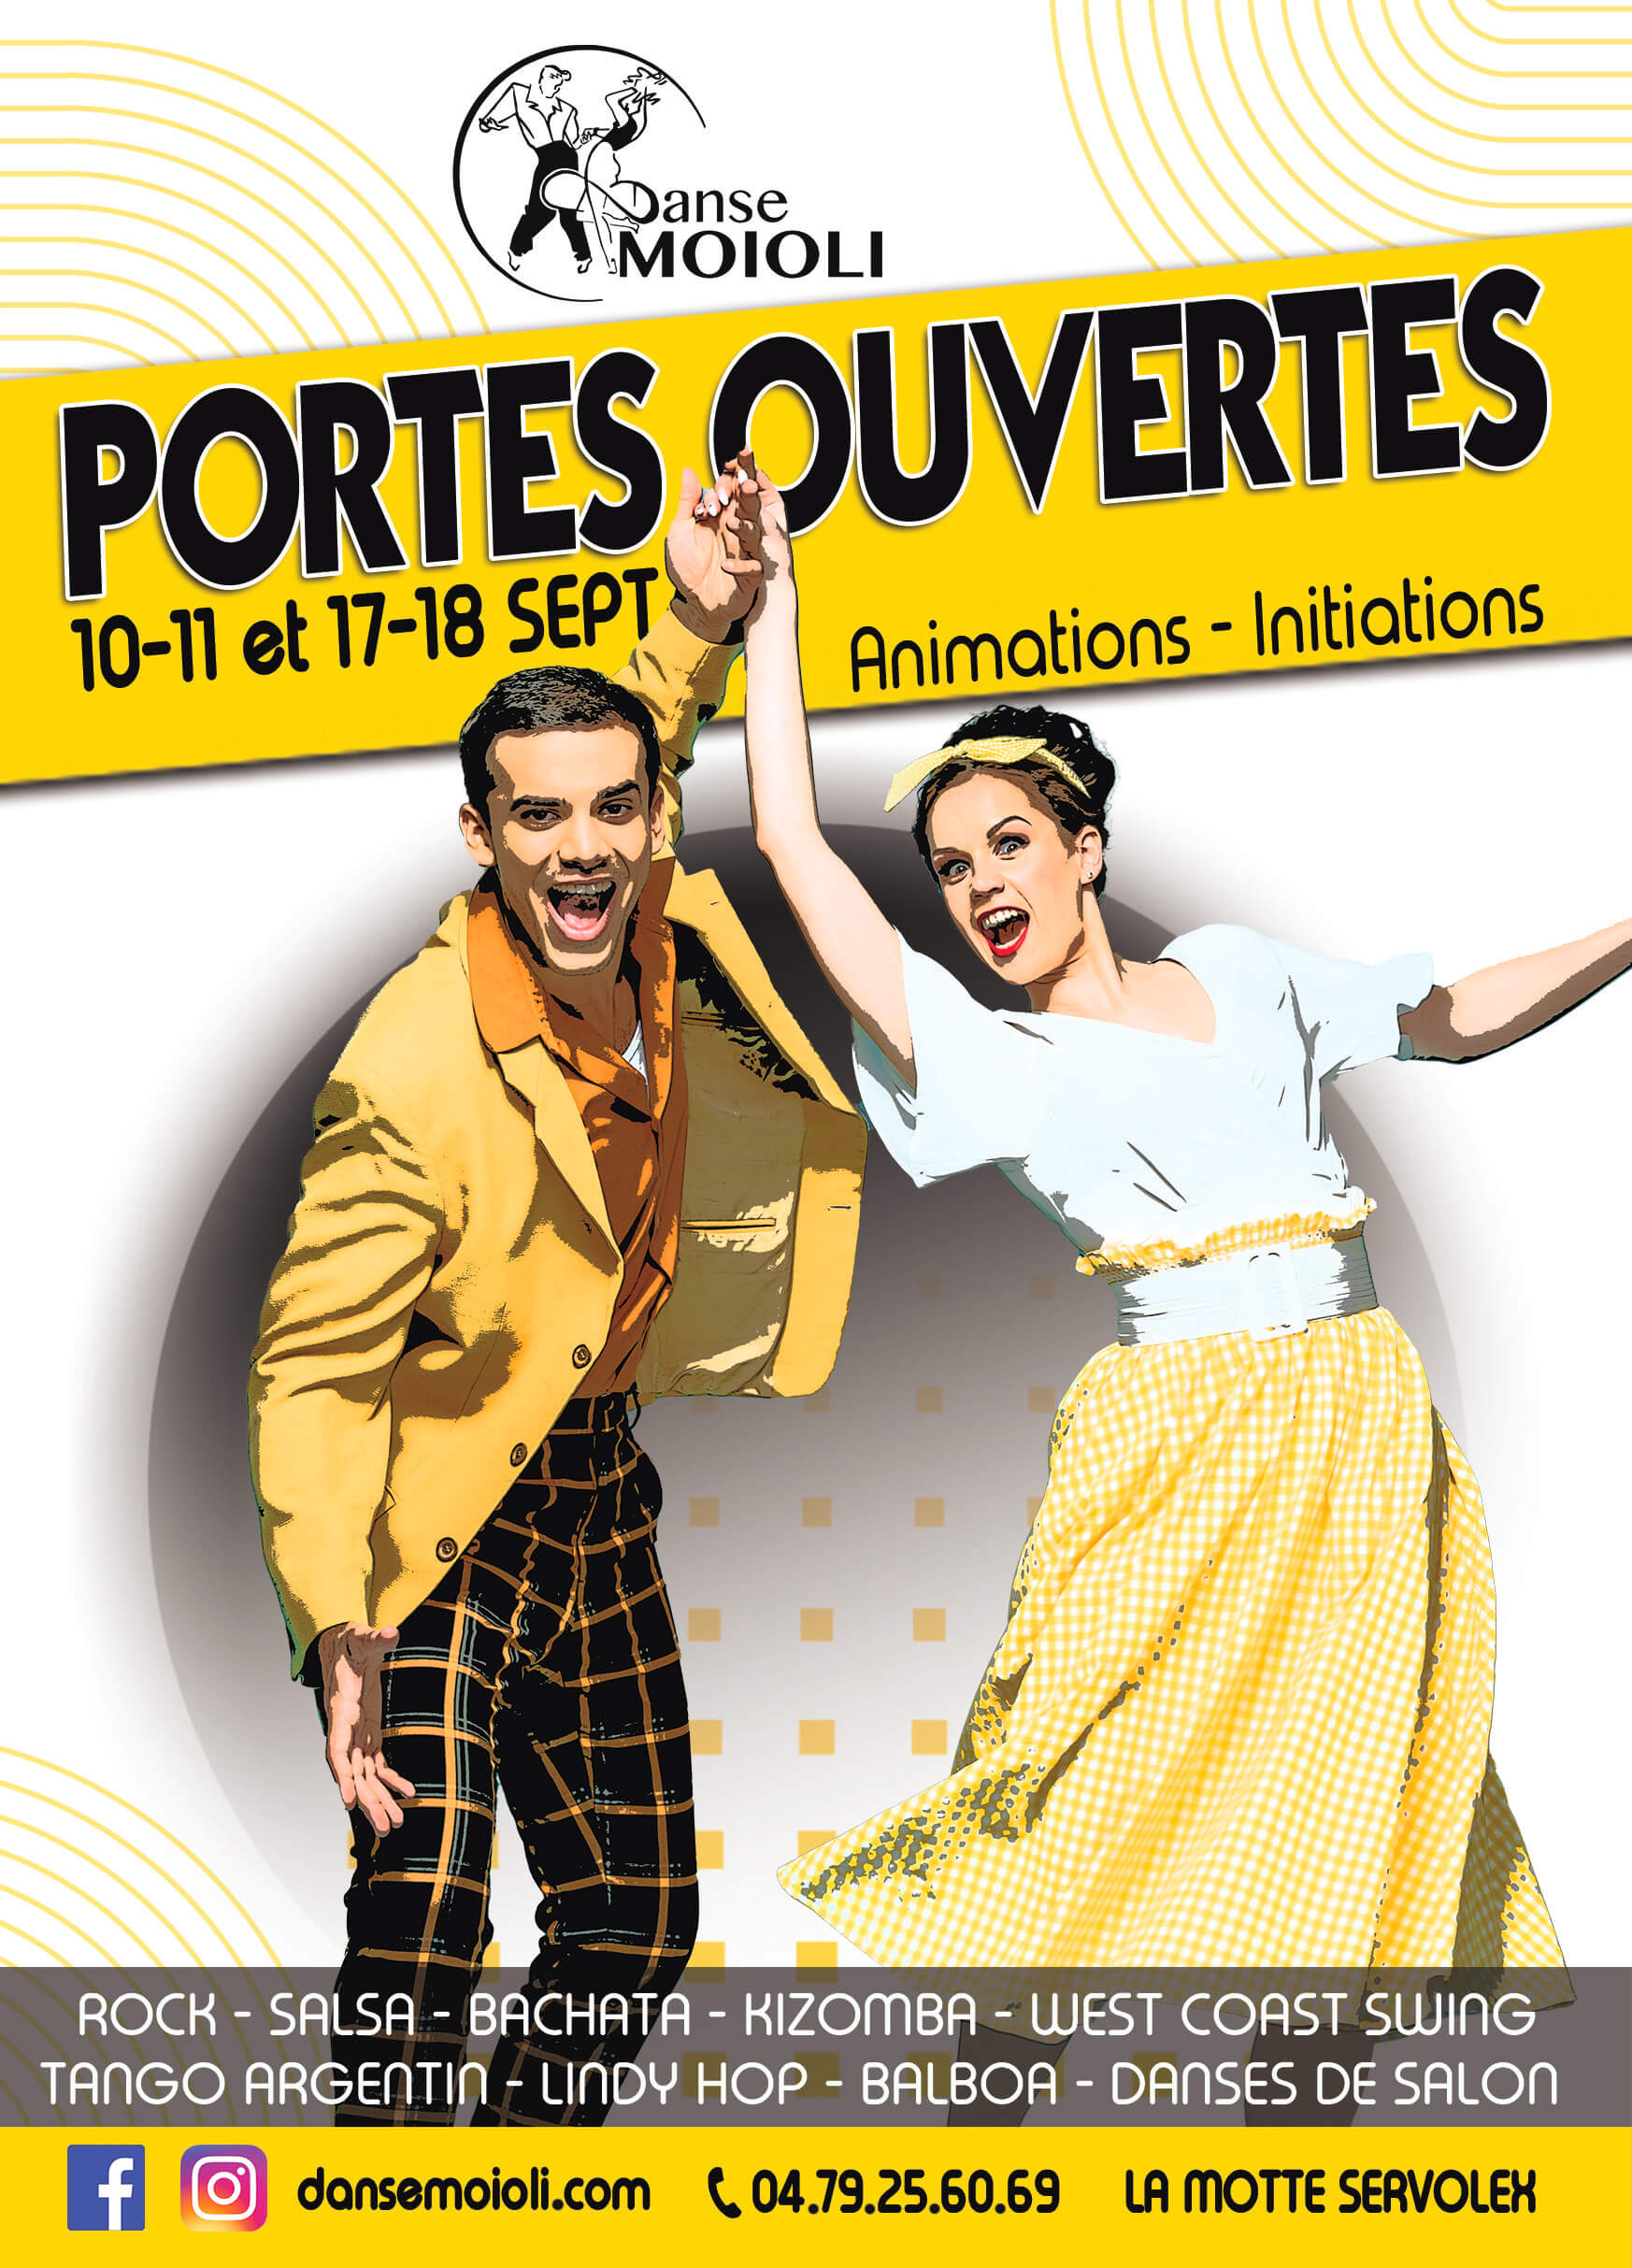 Danse
MOIOLI
PORTES OUVERTES
10-11 et 17-18 SEPT
Animations - Initiations
ROCK - SALSA - BACHATA - KIZOMBA - WEST COAST SWING
TANGO ARGENTIN - LINDY HOP - BALBOA - DANSES DE SALON
dansemoioli.com 04.79.25.60.69 LA MOTTE SERVOLEX